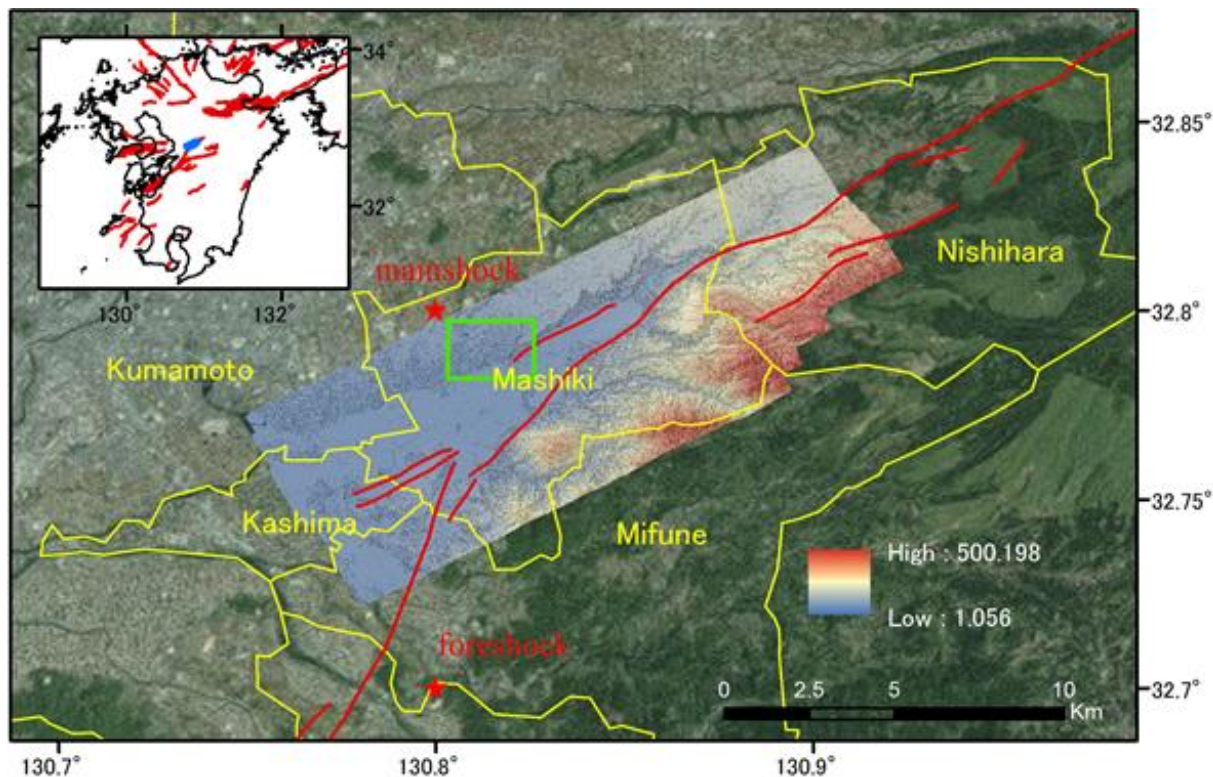 34°
32°
130
132°
32.85°
32.8°
32.75°
32.7°
mainshock
Nishihara
Kumamoto
Mashiki
Kashima
Mifune
High : 500.198
Low : 1.056
foreshock
0 2.5 5 10
Km
130.7°
130.8°
130.9°